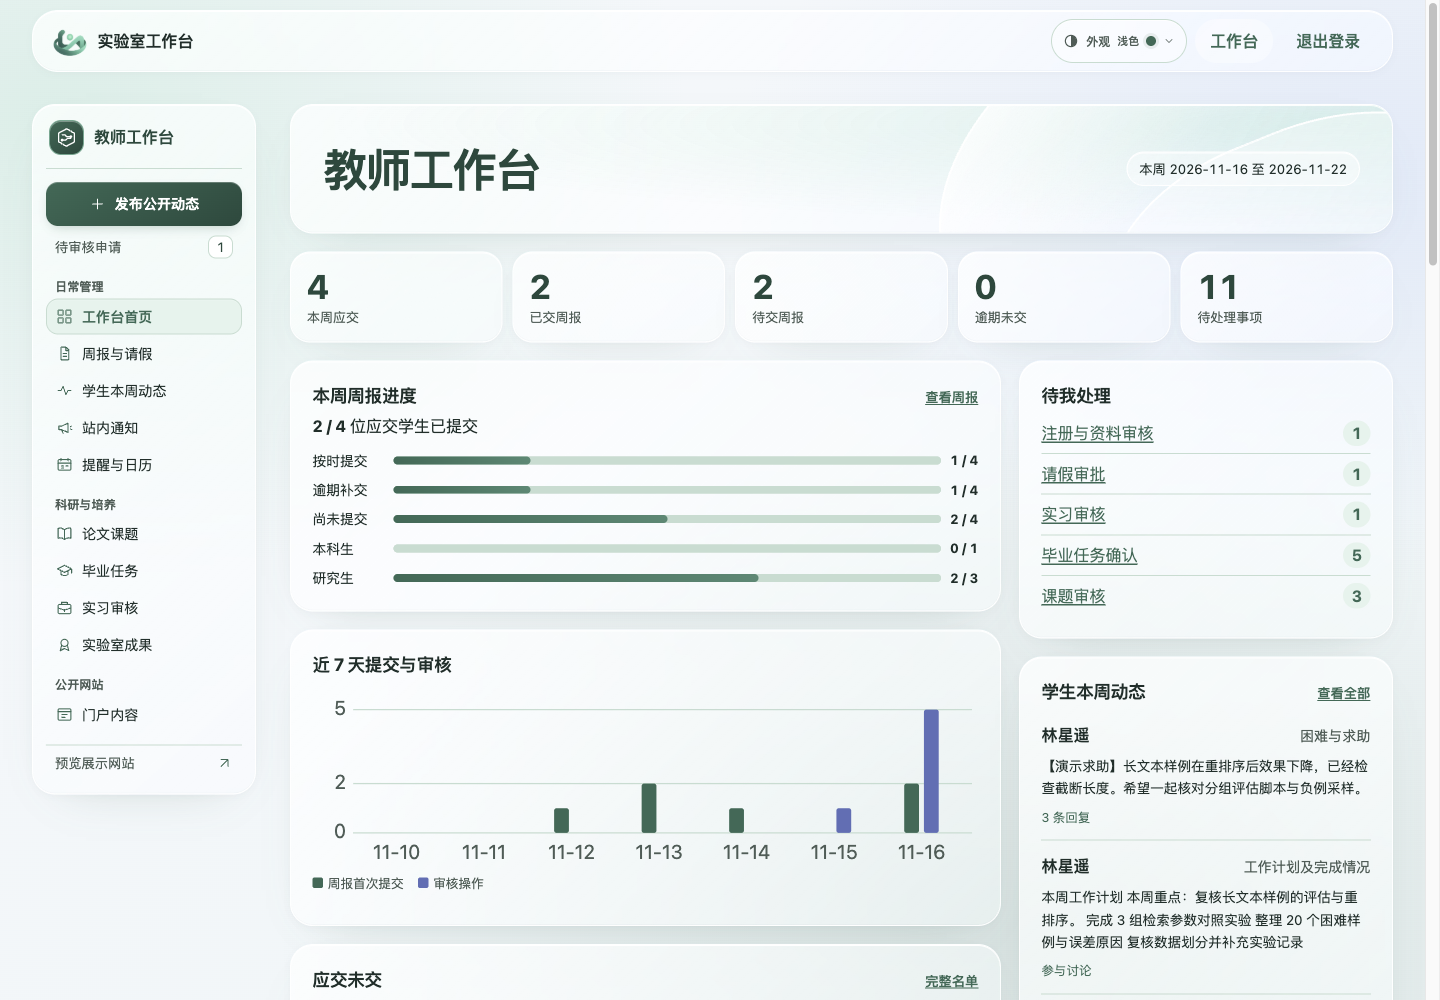 实验室工作台
外观 浅色
工作台
退出登录
教师工作台
发布公开动态
待审核申请 1
日常管理
工作台首页
周报与请假
学生本周动态
站内通知
提醒与日历
科研与培养
论文课题
毕业任务
实习审核
实验室成果
公开网站
门户内容
预览展示网站
教师工作台
本周 2026-11-16 至 2026-11-22
4
本周应交
2
已交周报
2
待交周报
0
逾期未交
11
待处理事项
本周周报进度 查看周报
2 / 4 位应交学生已提交
按时提交 1 / 4
逾期补交 1 / 4
尚未提交 2 / 4
本科生 0 / 1
研究生 2 / 3
近 7 天提交与审核
5
2
0
11-10 11-11 11-12 11-13 11-14 11-15 11-16
周报首次提交 审核操作
应交未交 完整名单
待我处理
注册与资料审核 1
请假审批 1
实习审核 1
毕业任务确认 5
课题审核 3
学生本周动态 查看全部
林星遥 困难与求助
【演示求助】长文本样例在重排序后效果下降，已经检
查截断长度。希望一起核对分组评估脚本与负例采样。
3 条回复
林星遥 工作计划及完成情况
本周工作计划 本周重点：复核长文本样例的评估与重
排序。 完成 3 组检索参数对照实验 整理 20 个困难样
例与误差原因 复核数据划分并补充实验记录
参与讨论